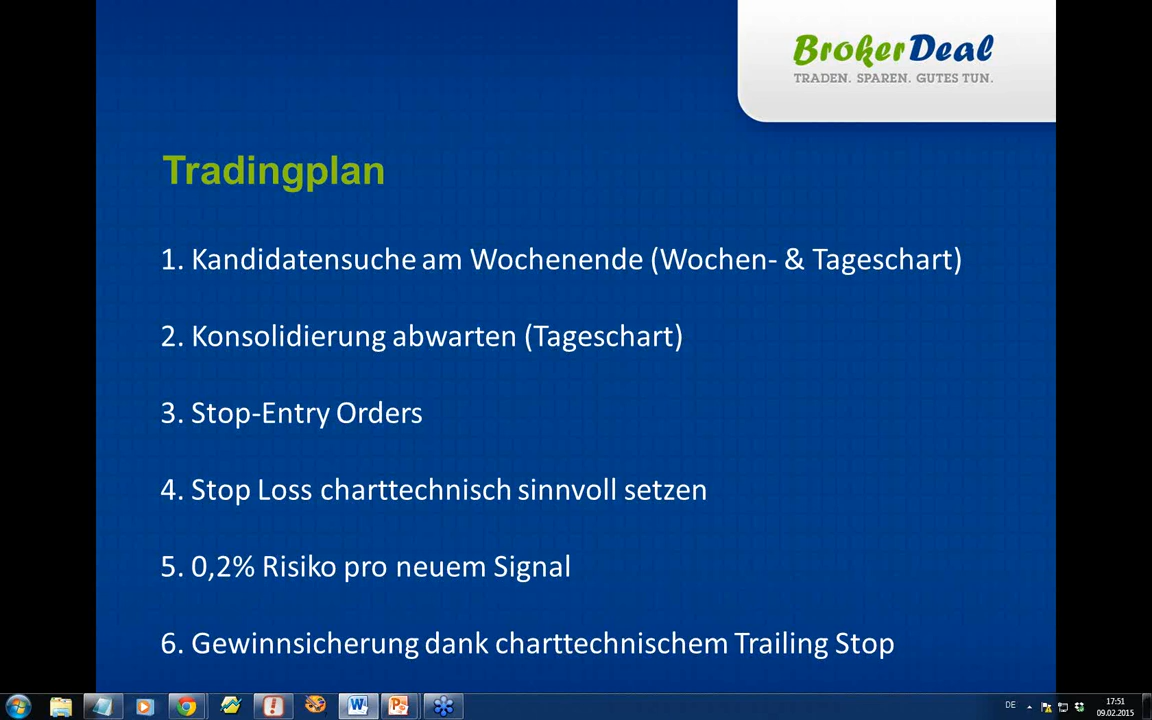 BrokerDeal
TRADEN. SPAREN. GUTES TUN.
Tradingplan
1. Kandidatensuche am Wochenende (Wochen- & Tageschart)
2. Konsolidierung abwarten (Tageschart)
3. Stop-Entry Orders
4. Stop Loss charttechnisch sinnvoll setzen
5. 0,2% Risiko pro neuem Signal
6. Gewinnsicherung dank charttechnischem Trailing Stop
DE
17:51
09.02.2015